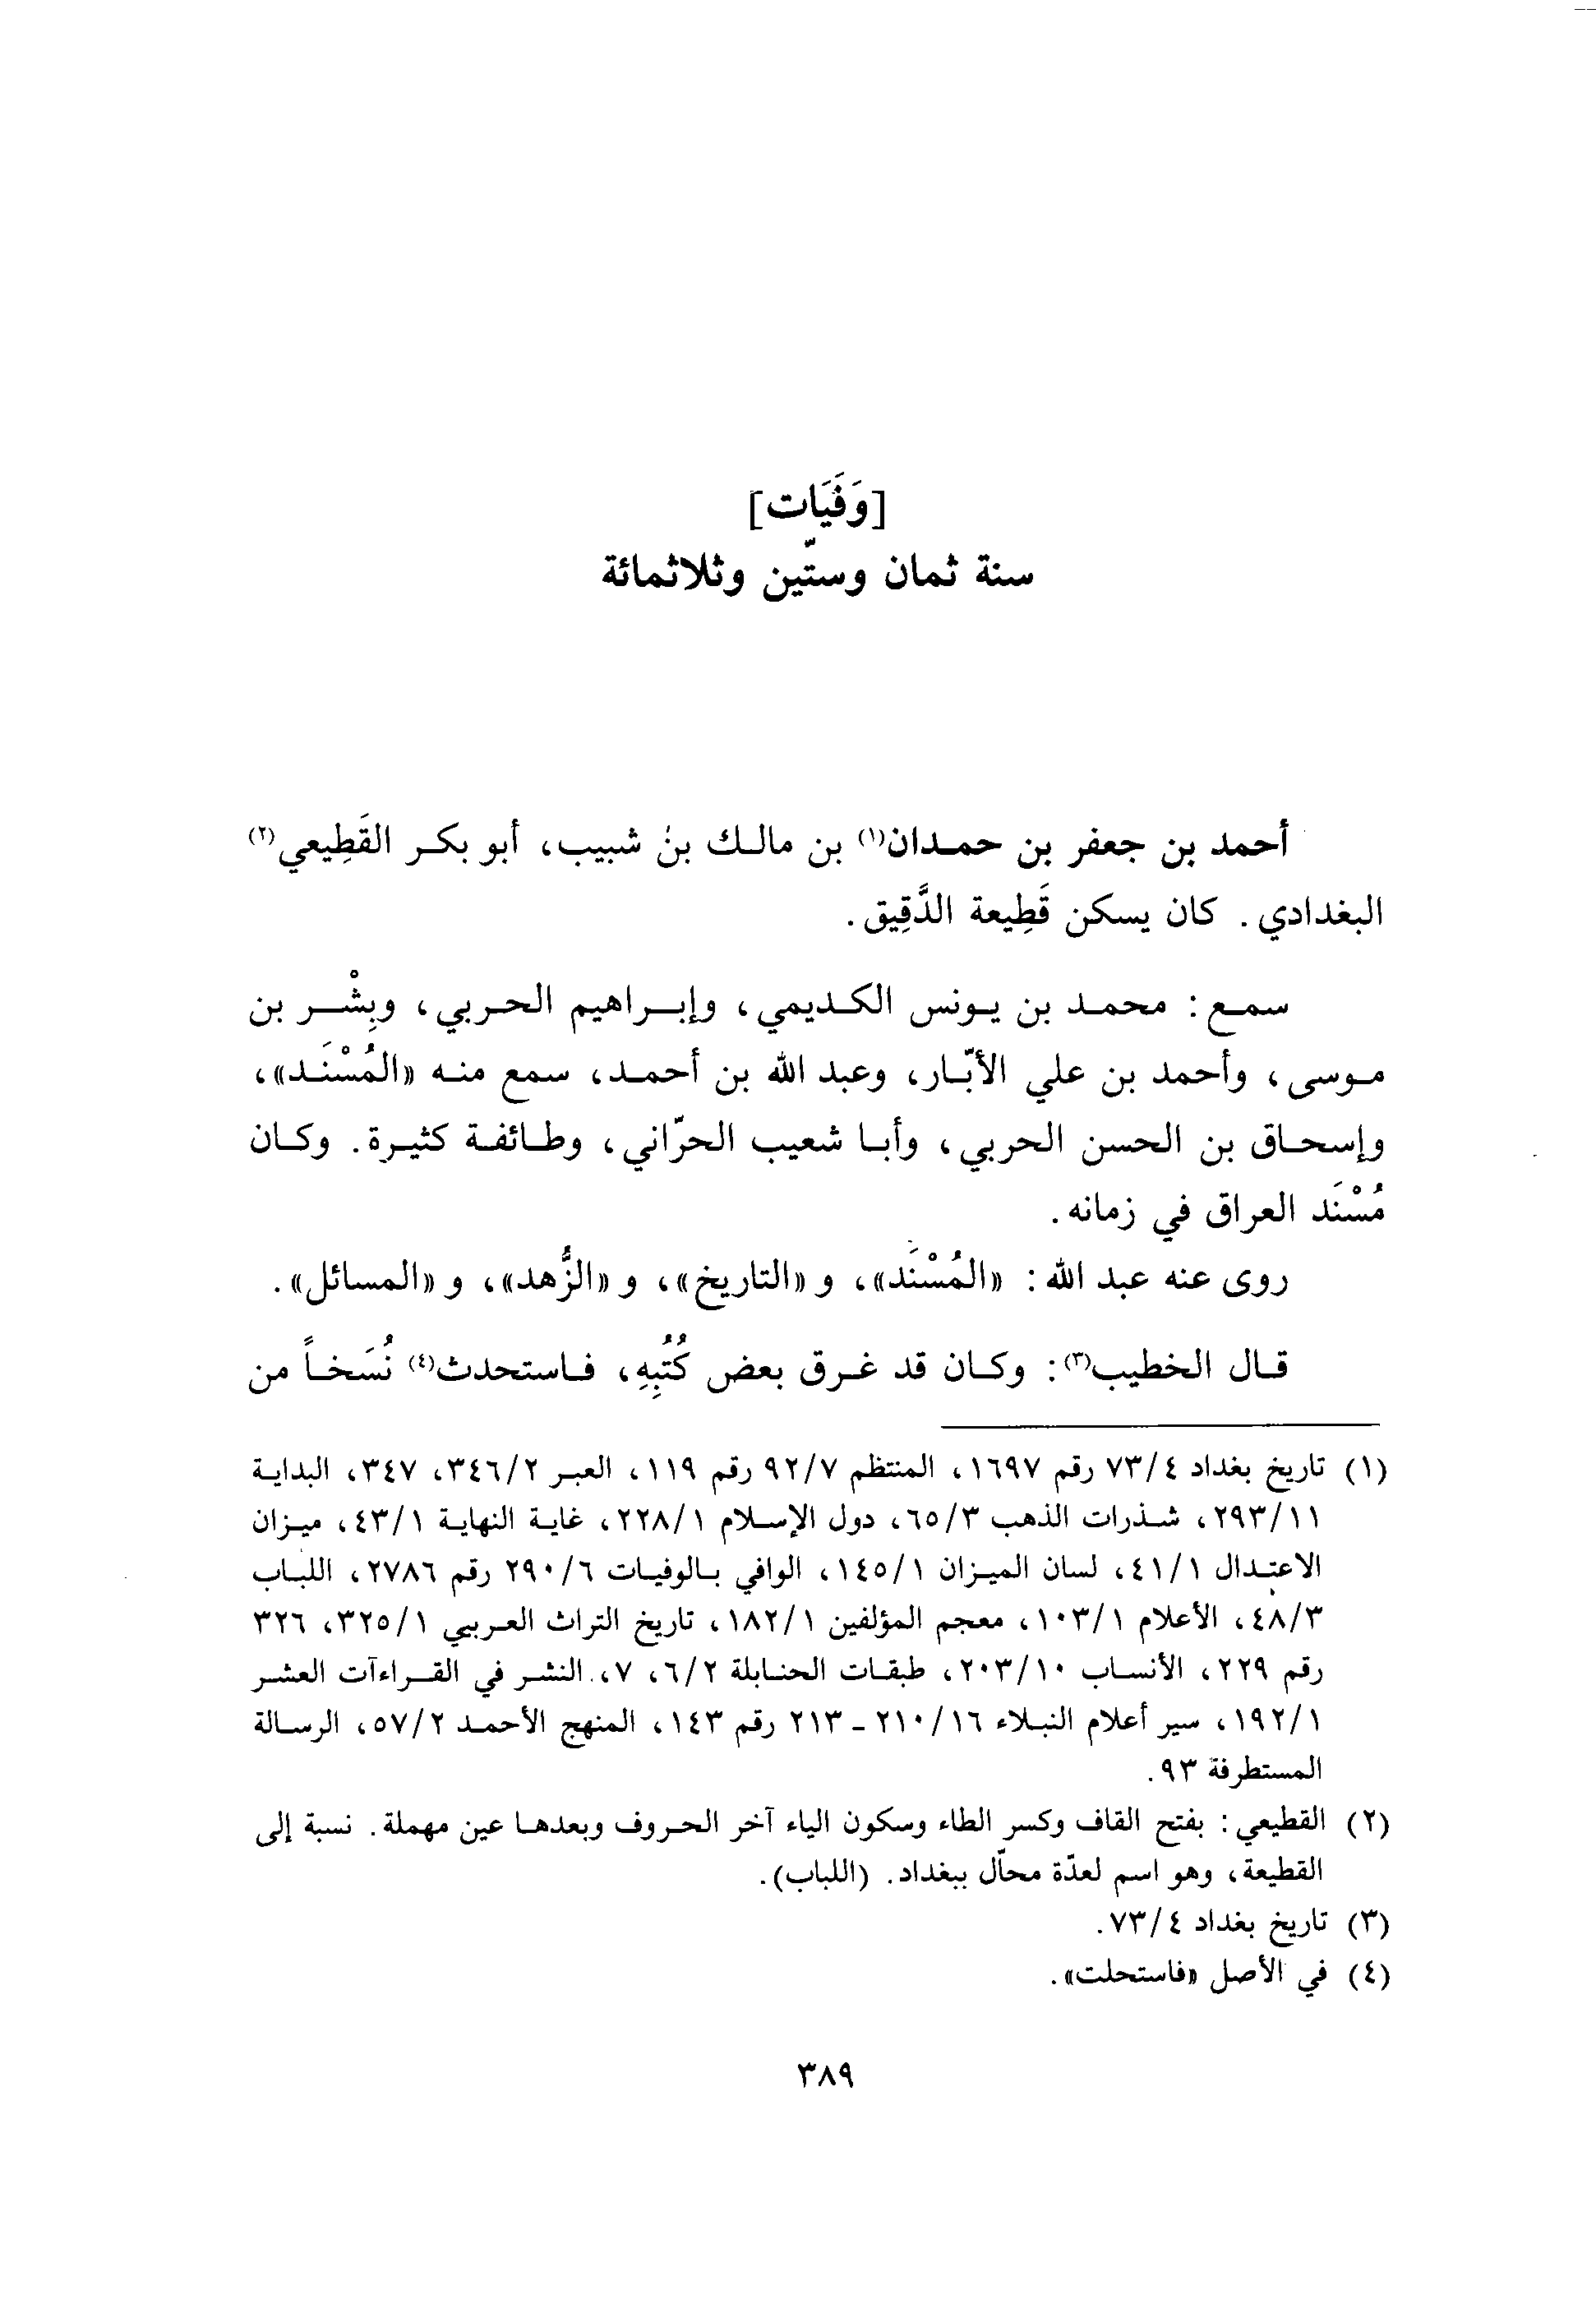 [وَفَيَات]
سنة ثمان وستّين وثلاثمائة
أحمد بن جعفر بن حمدان(١) بن مالك بنُ شبيب، أبو بكر القَطِيعي(٢)
البغدادي. كان يسكن قَطِيعة الدَّقِيق.
سمع: محمد بن يونس الكديمي، وإبراهيم الحربي، وبِشْر بن
موسى، وأحمد بن علي الأبّار، وعبد الله بن أحمد، سمع منه «المُسْنَد»،
وإسحاق بن الحسن الحربي، وأبا شعيب الحرّاني، وطائفة كثيرة. وكان
مُسْنَد العراق في زمانه.
روى عنه عبد الله: «المُسْنَد»، و «التاريخ»، و «الزُّهد»، و «المسائل».
قال الخطيب(٣): وكان قد غرق بعض كُتُبِهِ، فاستحدث(٤) نُسَخاً من
(١) تاريخ بغداد ٧٣/٤ رقم ١٦٩٧، المنتظم ٩٢/٧ رقم ١١٩، العبر ٣٤٦/٢، ٣٤٧، البداية
٢٩٣/١١، شذرات الذهب ٦٥/٣، دول الإسلام ٢٢٨/١، غاية النهاية ٤٣/١، ميزان
الاعتدال ٤١/١، لسان الميزان ١٤٥/١، الوافي بالوفيات ٢٩٠/٦ رقم ٢٧٨٦، اللباب
٤٨/٣، الأعلام ١٠٣/١، معجم المؤلفين ١٨٢/١، تاريخ التراث العربي ٣٢٥/١، ٣٢٦
رقم ٢٢٩، الأنساب ٢٠٣/١٠، طبقات الحنابلة ٦/٢، ٧، النشر في القراءآت العشر
١٩٢/١، سير أعلام النبلاء ٢١٠/١٦ - ٢١٣ رقم ١٤٣، المنهج الأحمد ٥٧/٢، الرسالة
المستطرفة ٩٣.
(٢) القطيعي: بفتح القاف وكسر الطاء وسكون الياء آخر الحروف وبعدها عين مهملة. نسبة إلى
القطيعة، وهو اسم لعدّة محاّل ببغداد. (اللباب).
(٣) تاريخ بغداد ٧٣/٤.
(٤) في الأصل «فاستحلت».
٣٨٩